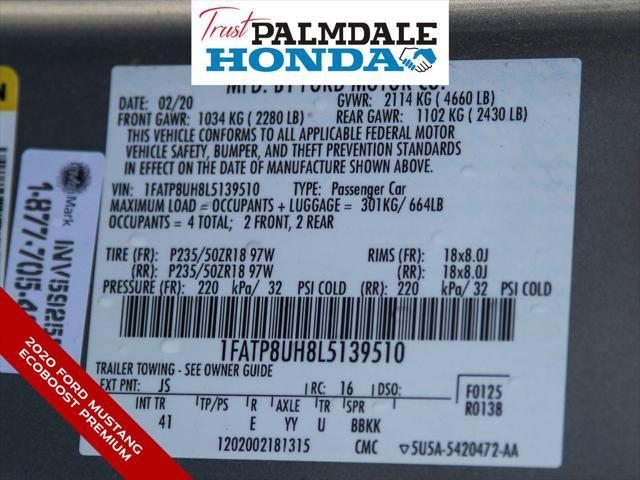 Trust
PALMDALE
HONDA
MFD. BY FORD MOTOR CO.
DATE: 02/20
GVWR: 2114 KG ( 4660 LB)
FRONT GAWR: 1034 KG ( 2280 LB)
REAR GAWR: 1102 KG ( 2430 LB)
THIS VEHICLE CONFORMS TO ALL APPLICABLE FEDERAL MOTOR
VEHICLE SAFETY, BUMPER, AND THEFT PREVENTION STANDARDS
IN EFFECT ON THE DATE OF MANUFACTURE SHOWN ABOVE.
VIN: 1FATP8UH8L5139510 TYPE: Passenger Car
MAXIMUM LOAD = OCCUPANTS + LUGGAGE = 301KG/ 664LB
OCCUPANTS = 4 TOTAL; 2 FRONT, 2 REAR
TIRE (FR): P235/50ZR18 97W RIMS (FR): 18x8.0J
(RR): P235/50ZR18 97W (RR): 18x8.0J
PRESSURE (FR): 220 kPa/ 32 PSI COLD (RR): 220 kPa/ 32 PSI COLD
1FATP8UH8L5139510
TRAILER TOWING - SEE OWNER GUIDE
EXT PNT: JS RC: 16 DSO:
F0125
R0138
INT TR TP/PS R AXLE TR SPR
41 E YY U BBKK
1202002181315 CMC 5U5A-5420472-AA
Mark
1-877-705-4
2020 FORD MUSTANG
ECOBOOST PREMIUM